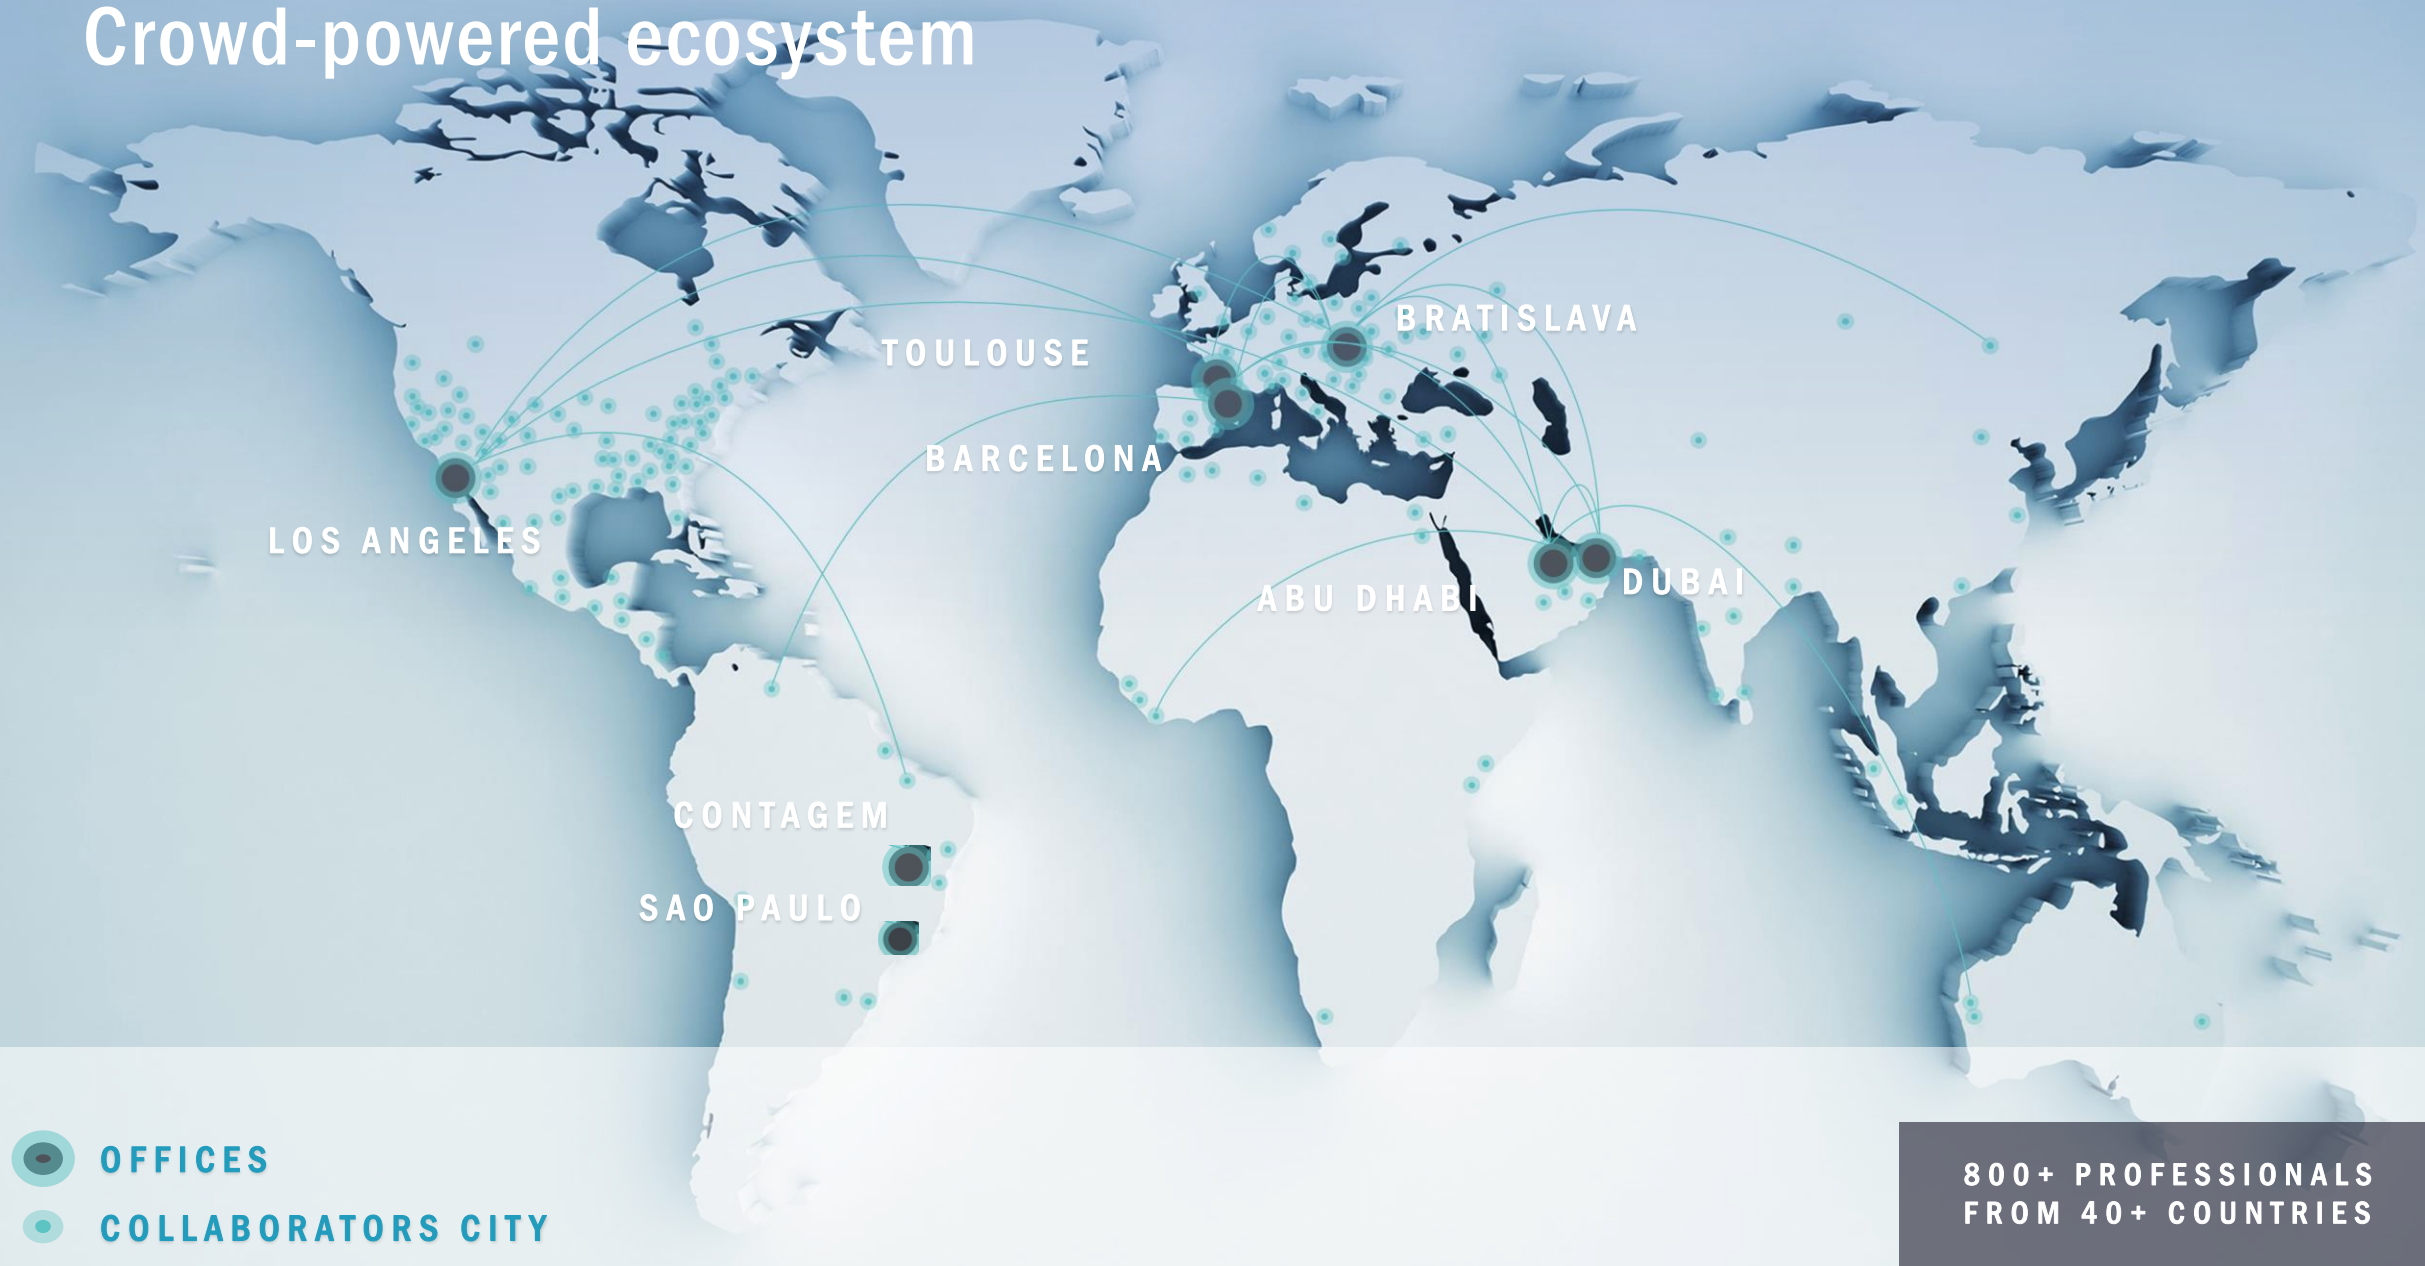 Crowd-powered ecosystem
BRATISLAVA
TOULOUSE
BARCELONA
LOS ANGELES
ABU DHABI
DUBAI
CONTAGEM
SAO PAULO
OFFICES
COLLABORATORS CITY
800+ PROFESSIONALS
FROM 40+ COUNTRIES